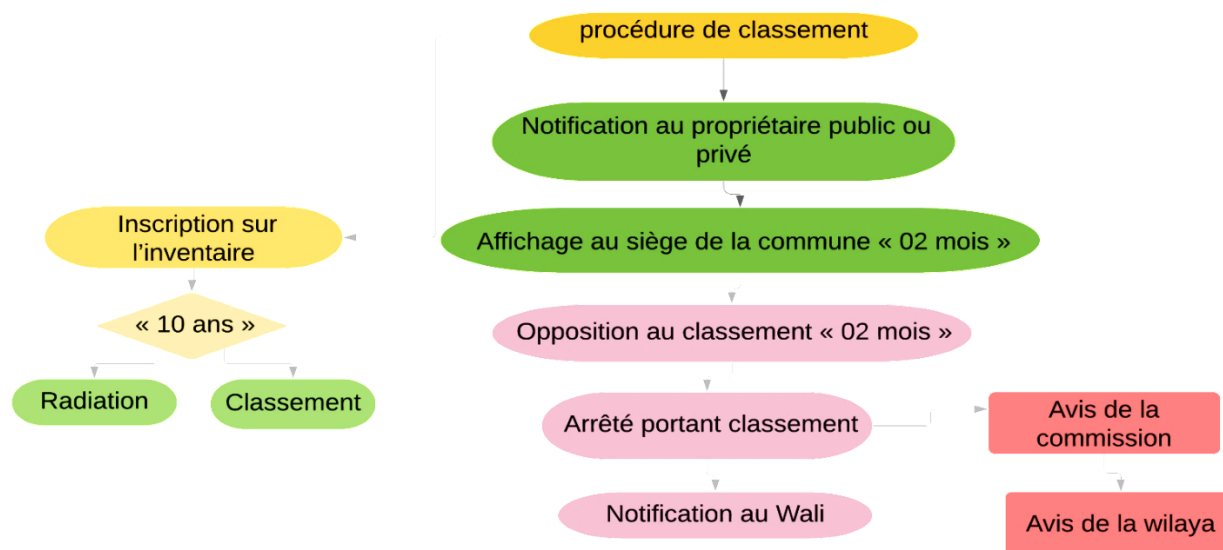 procédure de classement
Notification au propriétaire public ou
privé
Inscription sur
l'inventaire
Affichage au siège de la commune « 02 mois »
« 10 ans »
Opposition au classement « 02 mois »
Radiation
Classement
Arrêté portant classement
Avis de la
commission
Notification au Wali
Avis de la wilaya